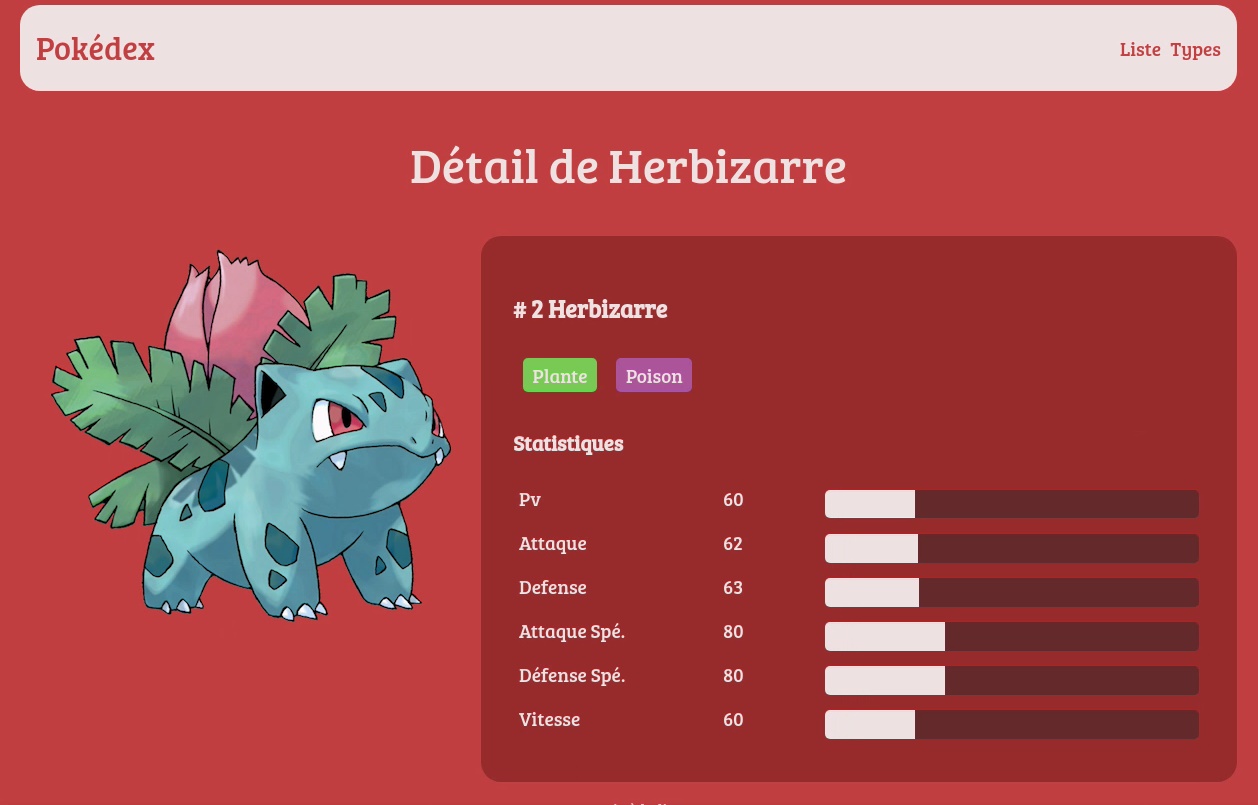 Pokédex
Liste Types
Détail de Herbizarre
# 2 Herbizarre
Plante Poison
Statistiques
Pv 60
Attaque 62
Defense 63
Attaque Spé. 80
Défense Spé. 80
Vitesse 60